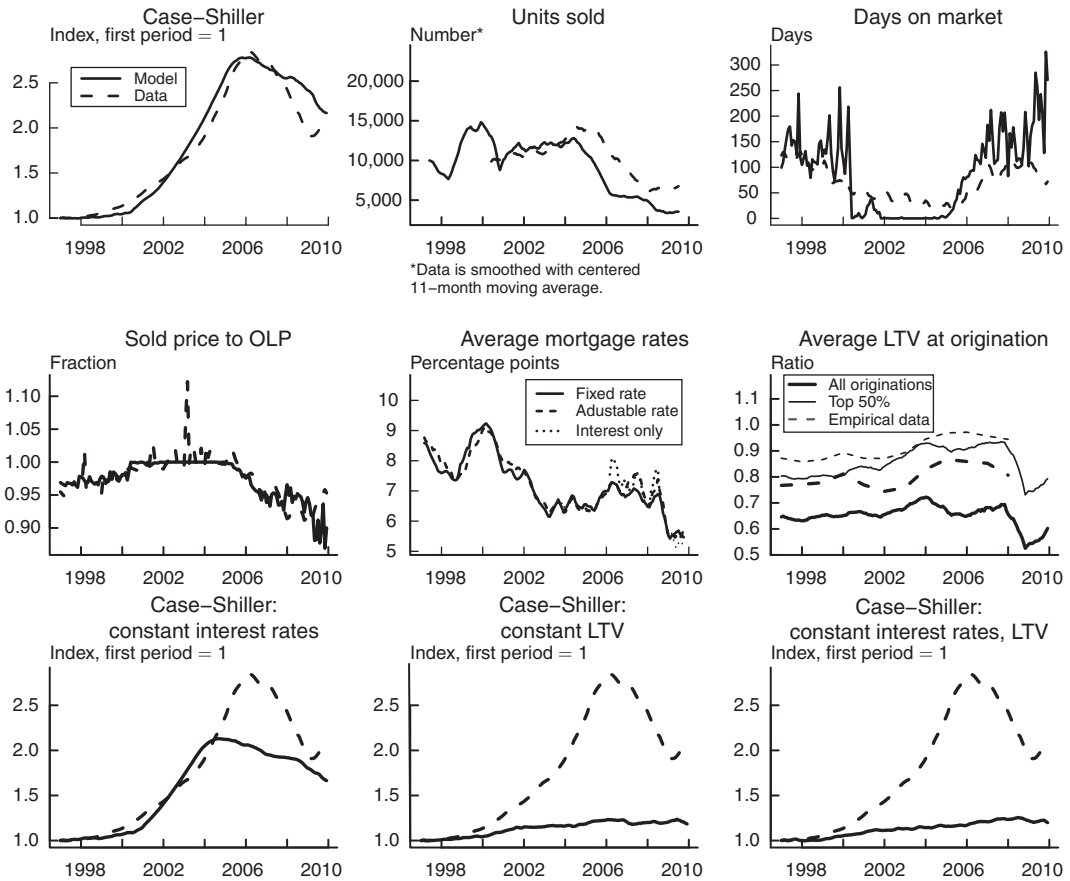 Case–Shiller
Index, first period = 1
Model
Data
2.5
2.0
1.5
1.0
1998 2002 2006 2010
Units sold
Number*
20,000
15,000
10,000
5,000
1998 2002 2006 2010
*Data is smoothed with centered
11–month moving average.
Days on market
Days
300
250
200
150
100
50
0
1998 2002 2006 2010
Sold price to OLP
Fraction
1.10
1.05
1.00
0.95
0.90
1998 2002 2006 2010
Average mortgage rates
Percentage points
Fixed rate
Adustable rate
Interest only
10
9
8
7
6
5
1998 2002 2006 2010
Average LTV at origination
Ratio
All originations
Top 50%
Empirical data
1.1
1.0
0.9
0.8
0.7
0.6
0.5
1998 2002 2006 2010
Case–Shiller:
constant interest rates
Index, first period = 1
2.5
2.0
1.5
1.0
1998 2002 2006 2010
Case–Shiller:
constant LTV
Index, first period = 1
2.5
2.0
1.5
1.0
1998 2002 2006 2010
Case–Shiller:
constant interest rates, LTV
Index, first period = 1
2.5
2.0
1.5
1.0
1998 2002 2006 2010